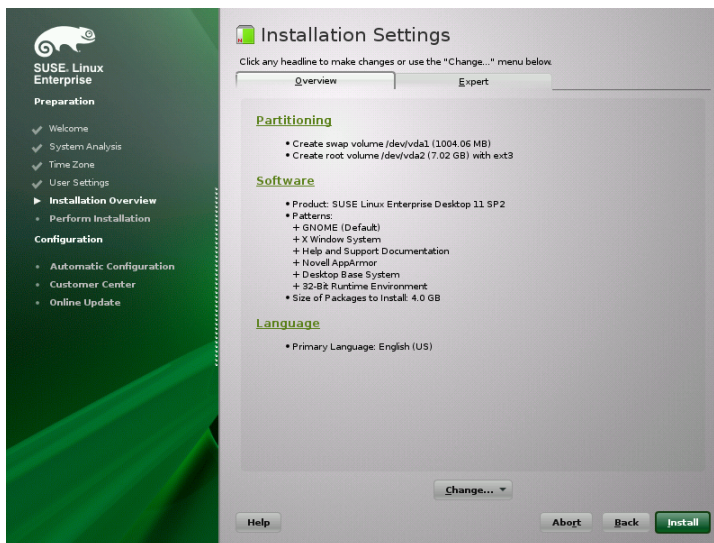 SUSE. Linux
Enterprise
Preparation
Welcome
System Analysis
Time Zone
User Settings
Installation Overview
Perform Installation
Configuration
Automatic Configuration
Customer Center
Online Update
Installation Settings
Click any headline to make changes or use the "Change..." menu below.
Overview
Expert
Partitioning
• Create swap volume /dev/vda1 (1004.06 MB)
• Create root volume /dev/vda2 (7.02 GB) with ext3
Software
• Product: SUSE Linux Enterprise Desktop 11 SP2
• Patterns:
+ GNOME (Default)
+ X Window System
+ Help and Support Documentation
+ Novell AppArmor
+ Desktop Base System
+ 32-Bit Runtime Environment
• Size of Packages to Install: 4.0 GB
Language
• Primary Language: English (US)
Change...
Help
Abort
Back
Install